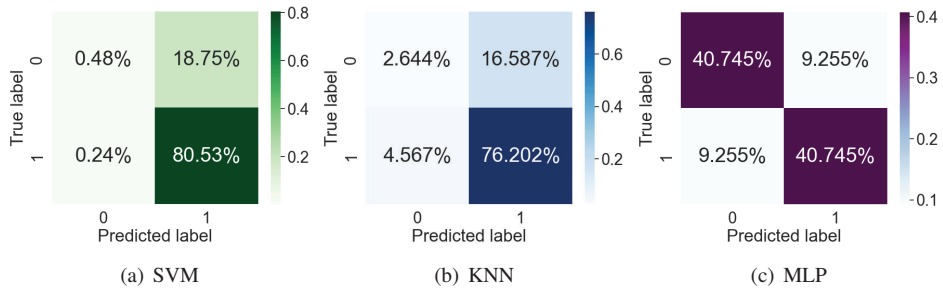 0.8
0.6
0.4
0.2
0.48% 18.75%
0.24% 80.53%
0
1
True label
0 1
Predicted label
(a) SVM
0.6
0.4
0.2
2.644% 16.587%
4.567% 76.202%
0
1
True label
0 1
Predicted label
(b) KNN
0.4
0.3
0.2
0.1
40.745% 9.255%
9.255% 40.745%
0
1
True label
0 1
Predicted label
(c) MLP